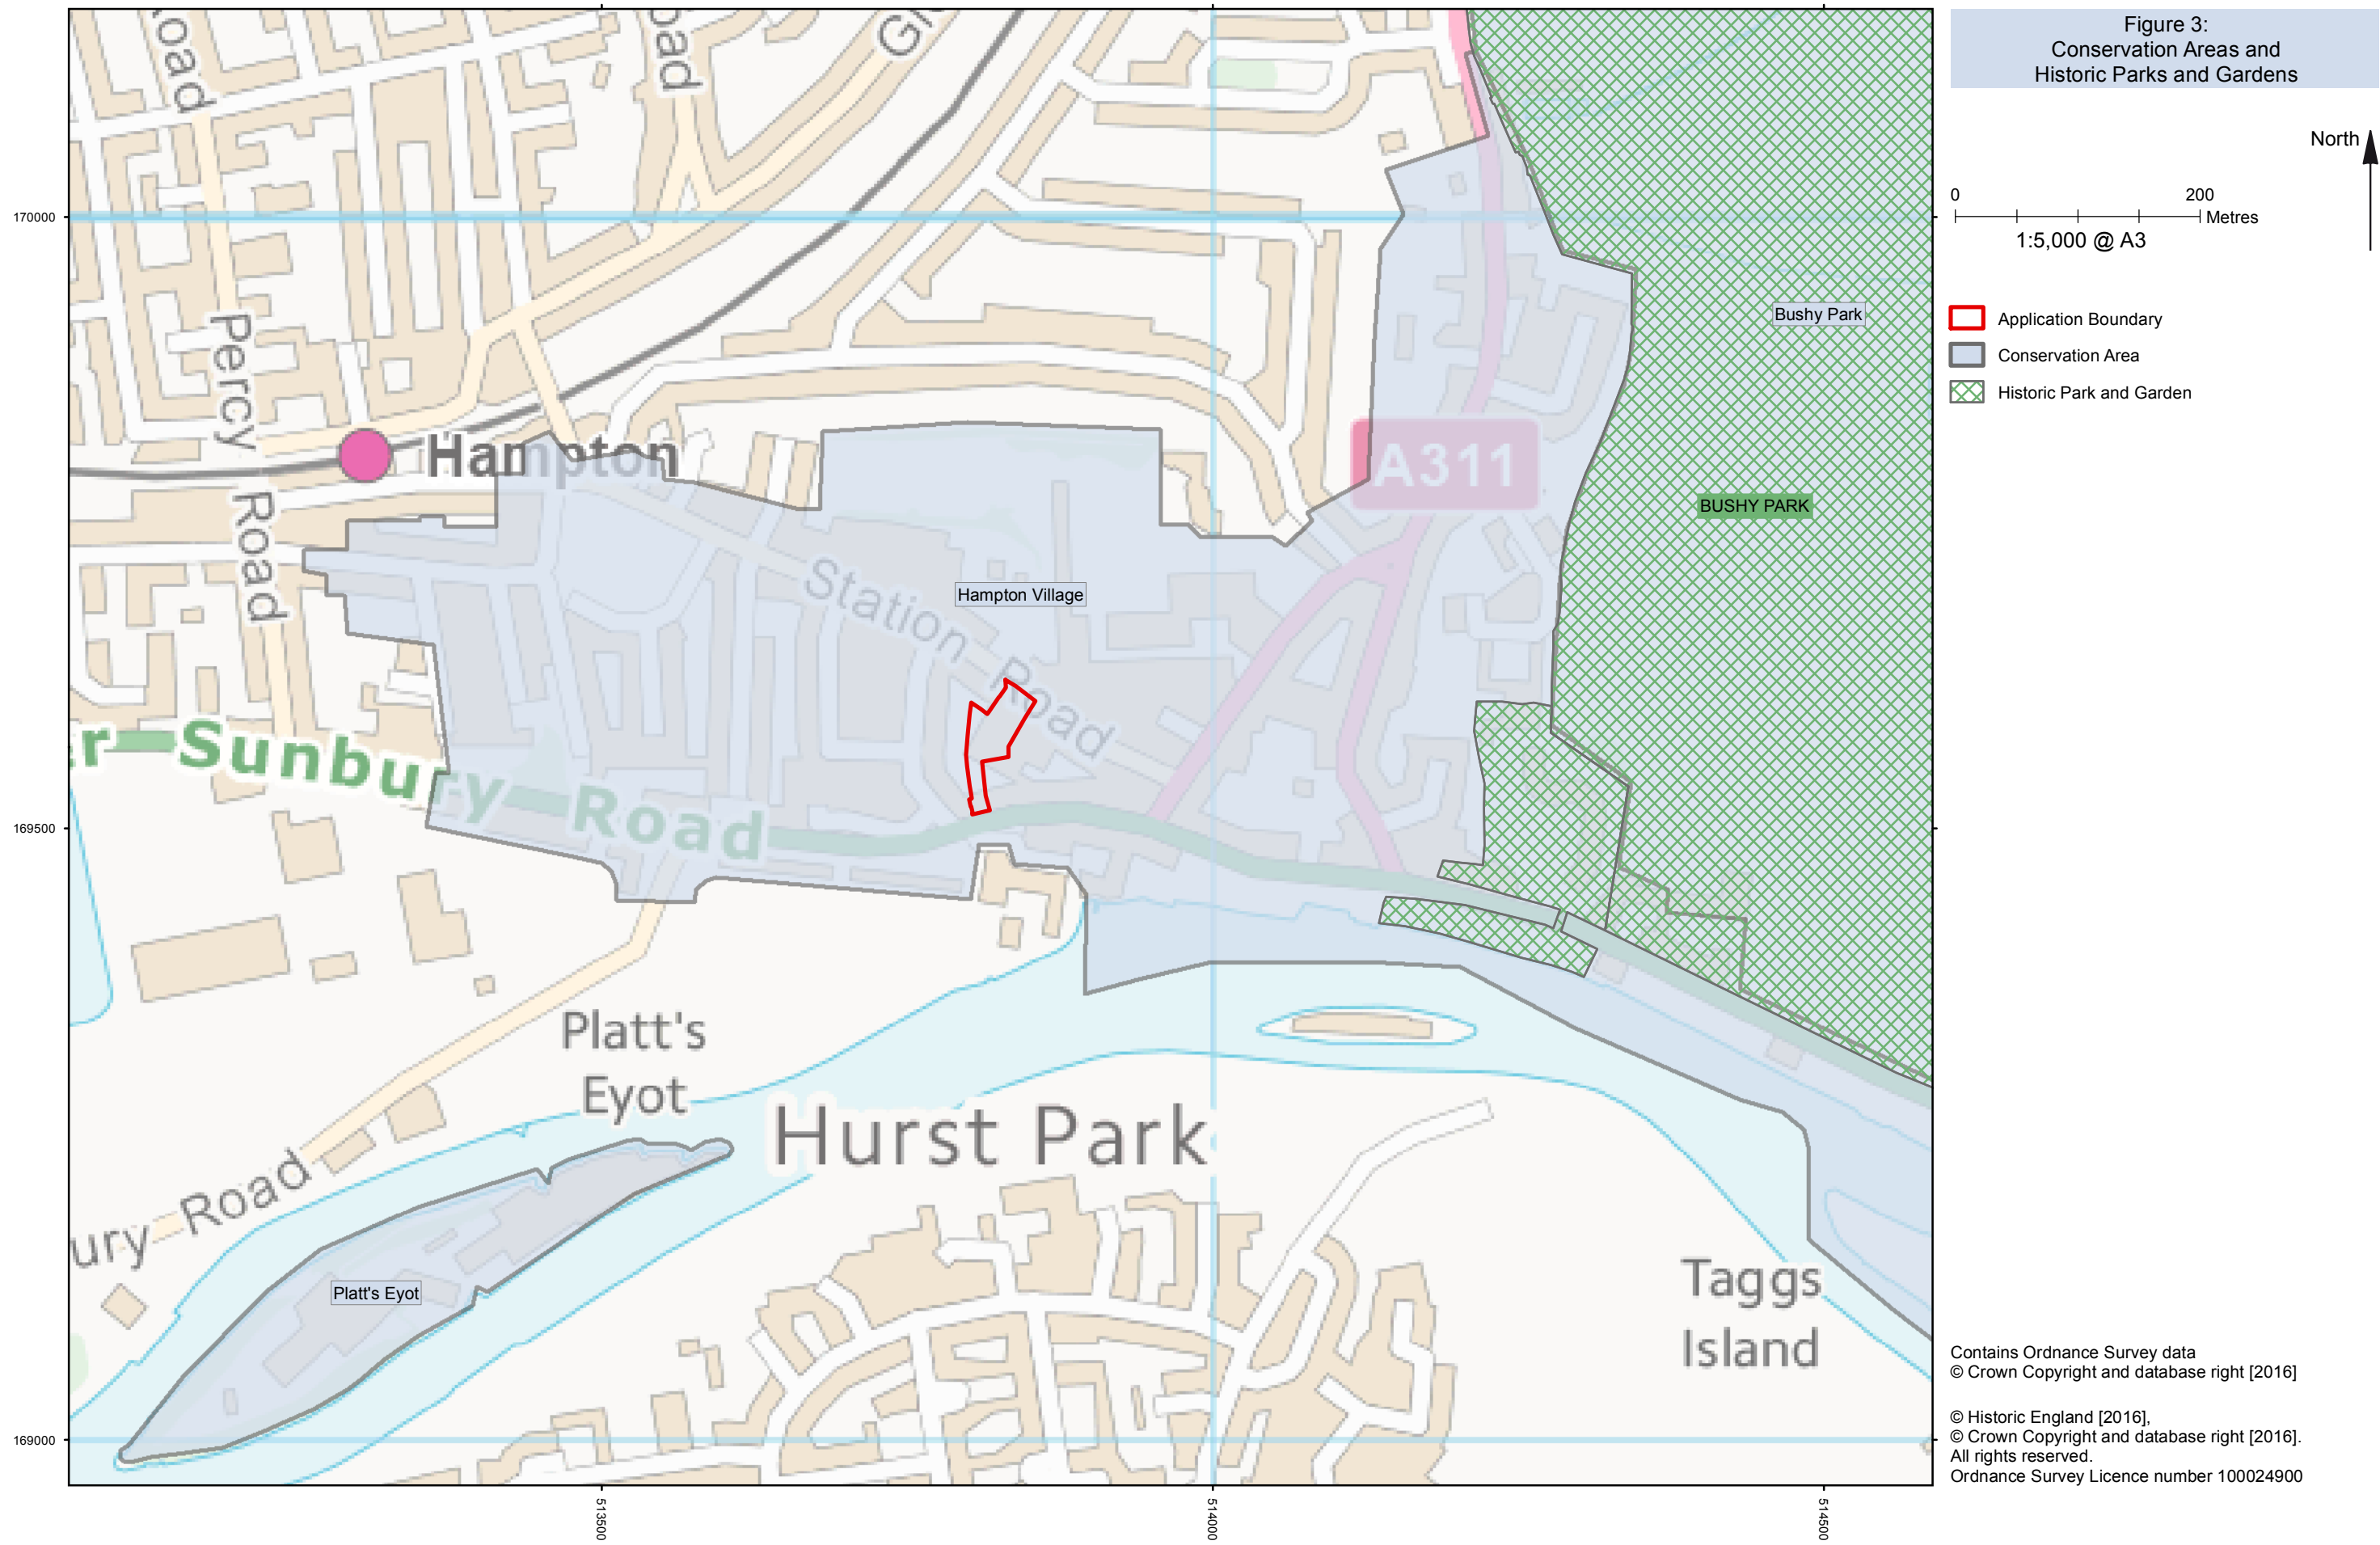 Figure 3:
Conservation Areas and
Historic Parks and Gardens
North
0 200
Metres
1:5,000 @ A3
Application Boundary
Conservation Area
Historic Park and Garden
Road
170000
Percy
Road
Hampton
A311
Bushy Park
BUSHY PARK
Station Road
Hampton Village
Sunbury Road
169500
Platt's
Eyot
Hurst Park
ury Road
Platt's Eyot
Taggs
Island
169000
513500
514000
514500
Contains Ordnance Survey data
© Crown Copyright and database right [2016]
© Historic England [2016],
© Crown Copyright and database right [2016].
All rights reserved.
Ordnance Survey Licence number 100024900